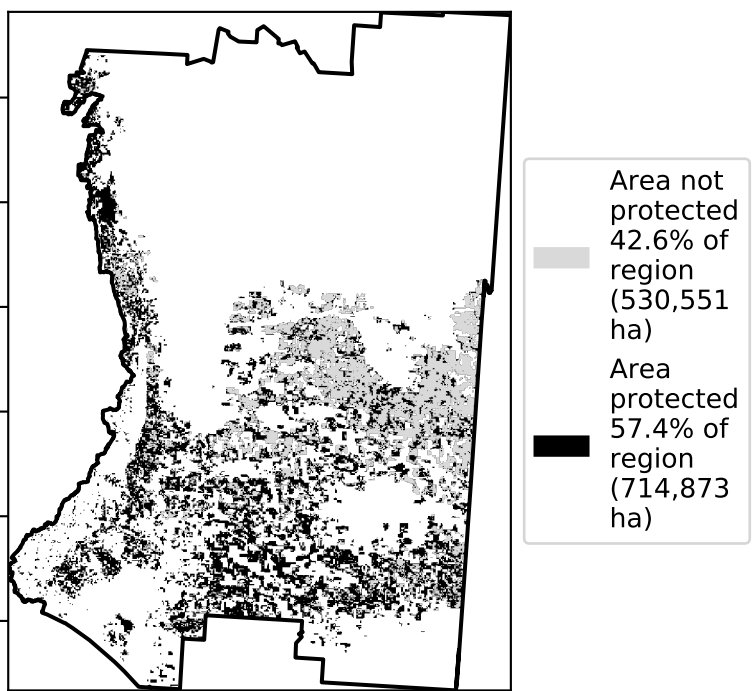 Area not
protected
42.6% of
region
(530,551
ha)
Area
protected
57.4% of
region
(714,873
ha)